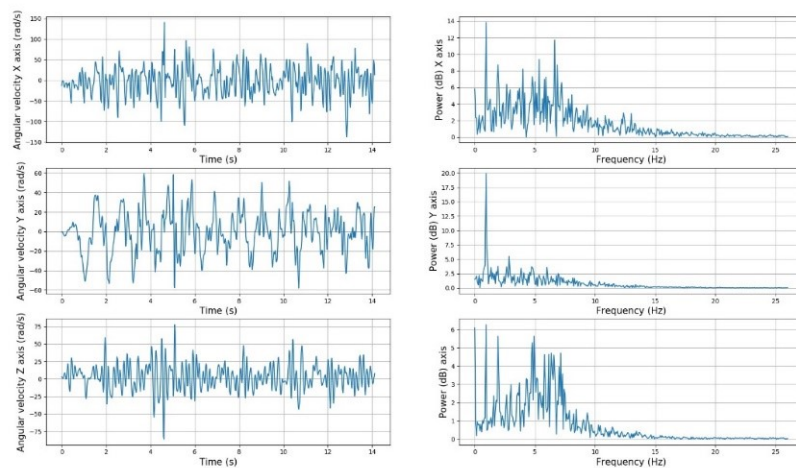 Angular velocity X axis (rad/s)
150
100
50
0
−50
−100
−150
0 2 4 6 8 10 12 14
Time (s)
Power (dB) X axis
14
12
10
8
6
4
2
0
0 5 10 15 20 25
Frequency (Hz)
Angular velocity Y axis (rad/s)
60
40
20
0
−20
−40
−60
0 2 4 6 8 10 12 14
Time (s)
Power (dB) Y axis
20.0
17.5
15.0
12.5
10.0
7.5
5.0
2.5
0.0
0 5 10 15 20 25
Frequency (Hz)
Angular velocity Z axis (rad/s)
75
50
25
0
−25
−50
−75
0 2 4 6 8 10 12 14
Time (s)
Power (dB) axis
6
5
4
3
2
1
0
0 5 10 15 20 25
Frequency (Hz)